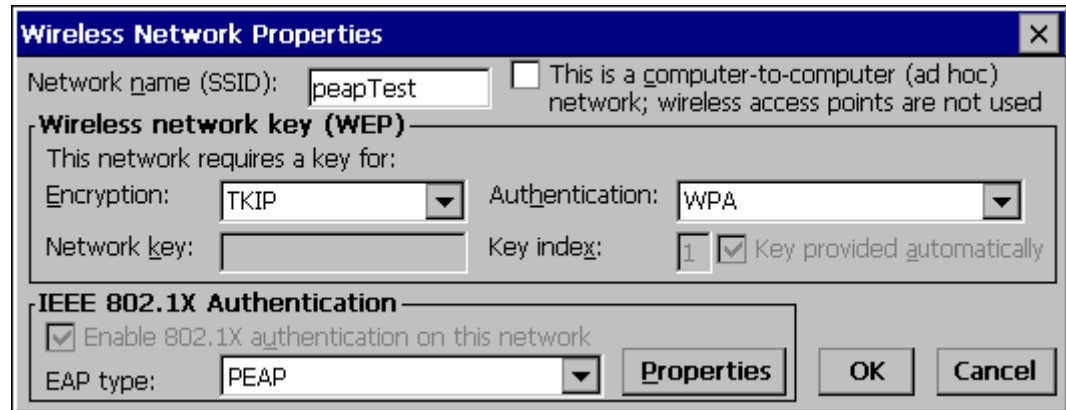 Wireless Network Properties
Network name (SSID): peapTest
This is a computer-to-computer (ad hoc)
network; wireless access points are not used
Wireless network key (WEP)
This network requires a key for:
Encryption: TKIP Authentication: WPA
Network key: Key index: 1 Key provided automatically
IEEE 802.1X Authentication
Enable 802.1X authentication on this network
EAP type: PEAP Properties OK Cancel